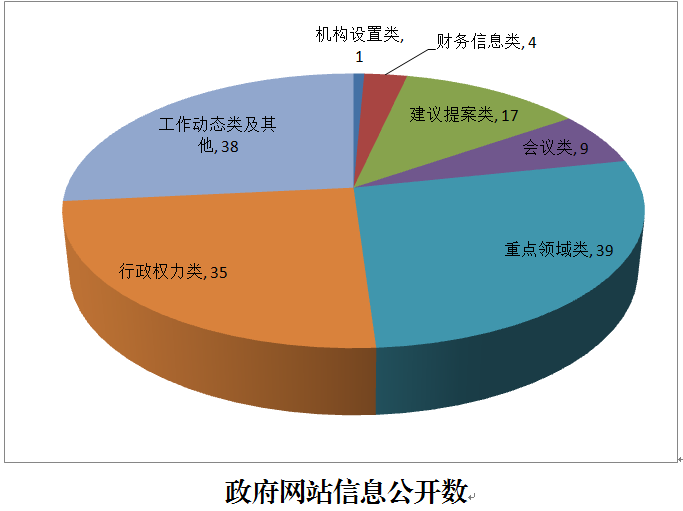 机构设置类,
1
财务信息类, 4
建议提案类, 17
工作动态类及其
他, 38
会议类, 9
重点领域类, 39
行政权力类, 35
政府网站信息公开数